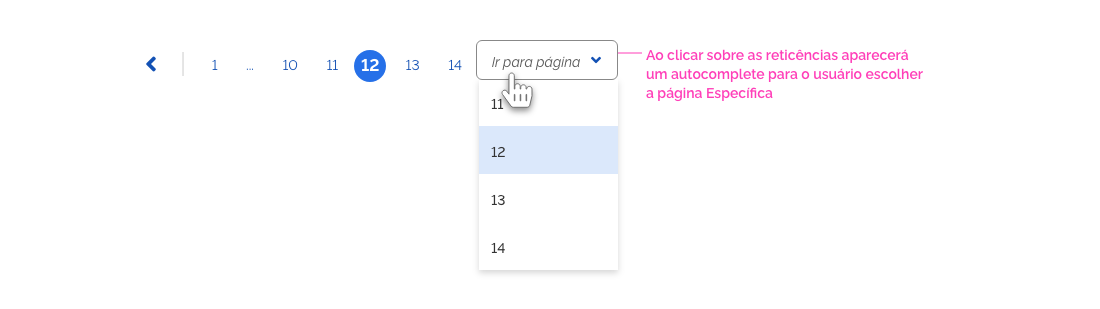 1 ... 10 11 12 13 14 Ir para página
Ao clicar sobre as reticências aparecerá
um autocomplete para o usuário escolher
a página Específica
11
12
13
14